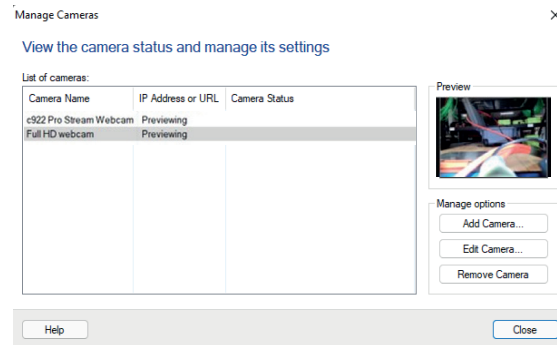 Manage Cameras
View the camera status and manage its settings
List of cameras:
Camera Name IP Address or URL Camera Status
c922 Pro Stream Webcam Previewing
Full HD webcam Previewing
Preview
Manage options
Add Camera...
Edit Camera...
Remove Camera
Help Close